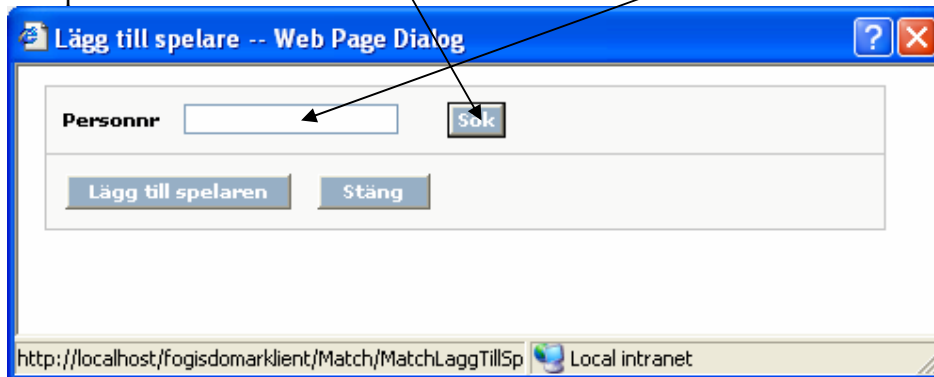 Lägg till spelare -- Web Page Dialog
Personnr Sök
Lägg till spelaren Stäng
http://localhost/fogisdomarklient/Match/MatchLaggTillSp Local intranet